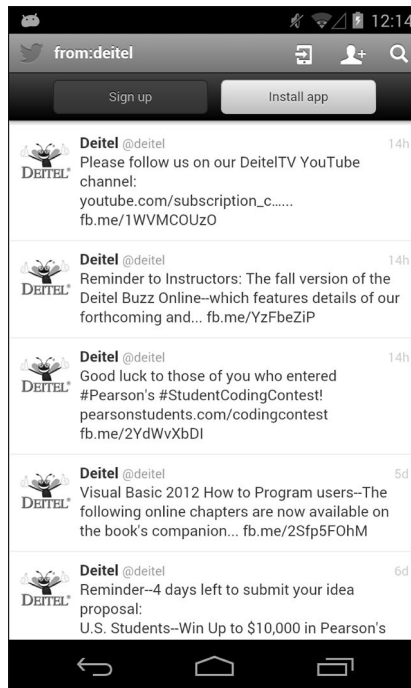 12:14
from:deitel
Sign up
Install app
Deitel @deitel 14h
DEITEL®
Please follow us on our DeitelTV YouTube
channel:
youtube.com/subscription_c…...
fb.me/1WVMCOUzO
Deitel @deitel 14h
DEITEL®
Reminder to Instructors: The fall version of the
Deitel Buzz Online--which features details of our
forthcoming and... fb.me/YzFbeZiP
Deitel @deitel 14h
DEITEL®
Good luck to those of you who entered
#Pearson's #StudentCodingContest!
pearsonstudents.com/codingcontest
fb.me/2YdWvXbDI
Deitel @deitel 5d
DEITEL®
Visual Basic 2012 How to Program users--The
following online chapters are now available on
the book's companion... fb.me/2Sfp5FOhM
Deitel @deitel 6d
DEITEL®
Reminder--4 days left to submit your idea
proposal:
U.S. Students--Win Up to $10,000 in Pearson's